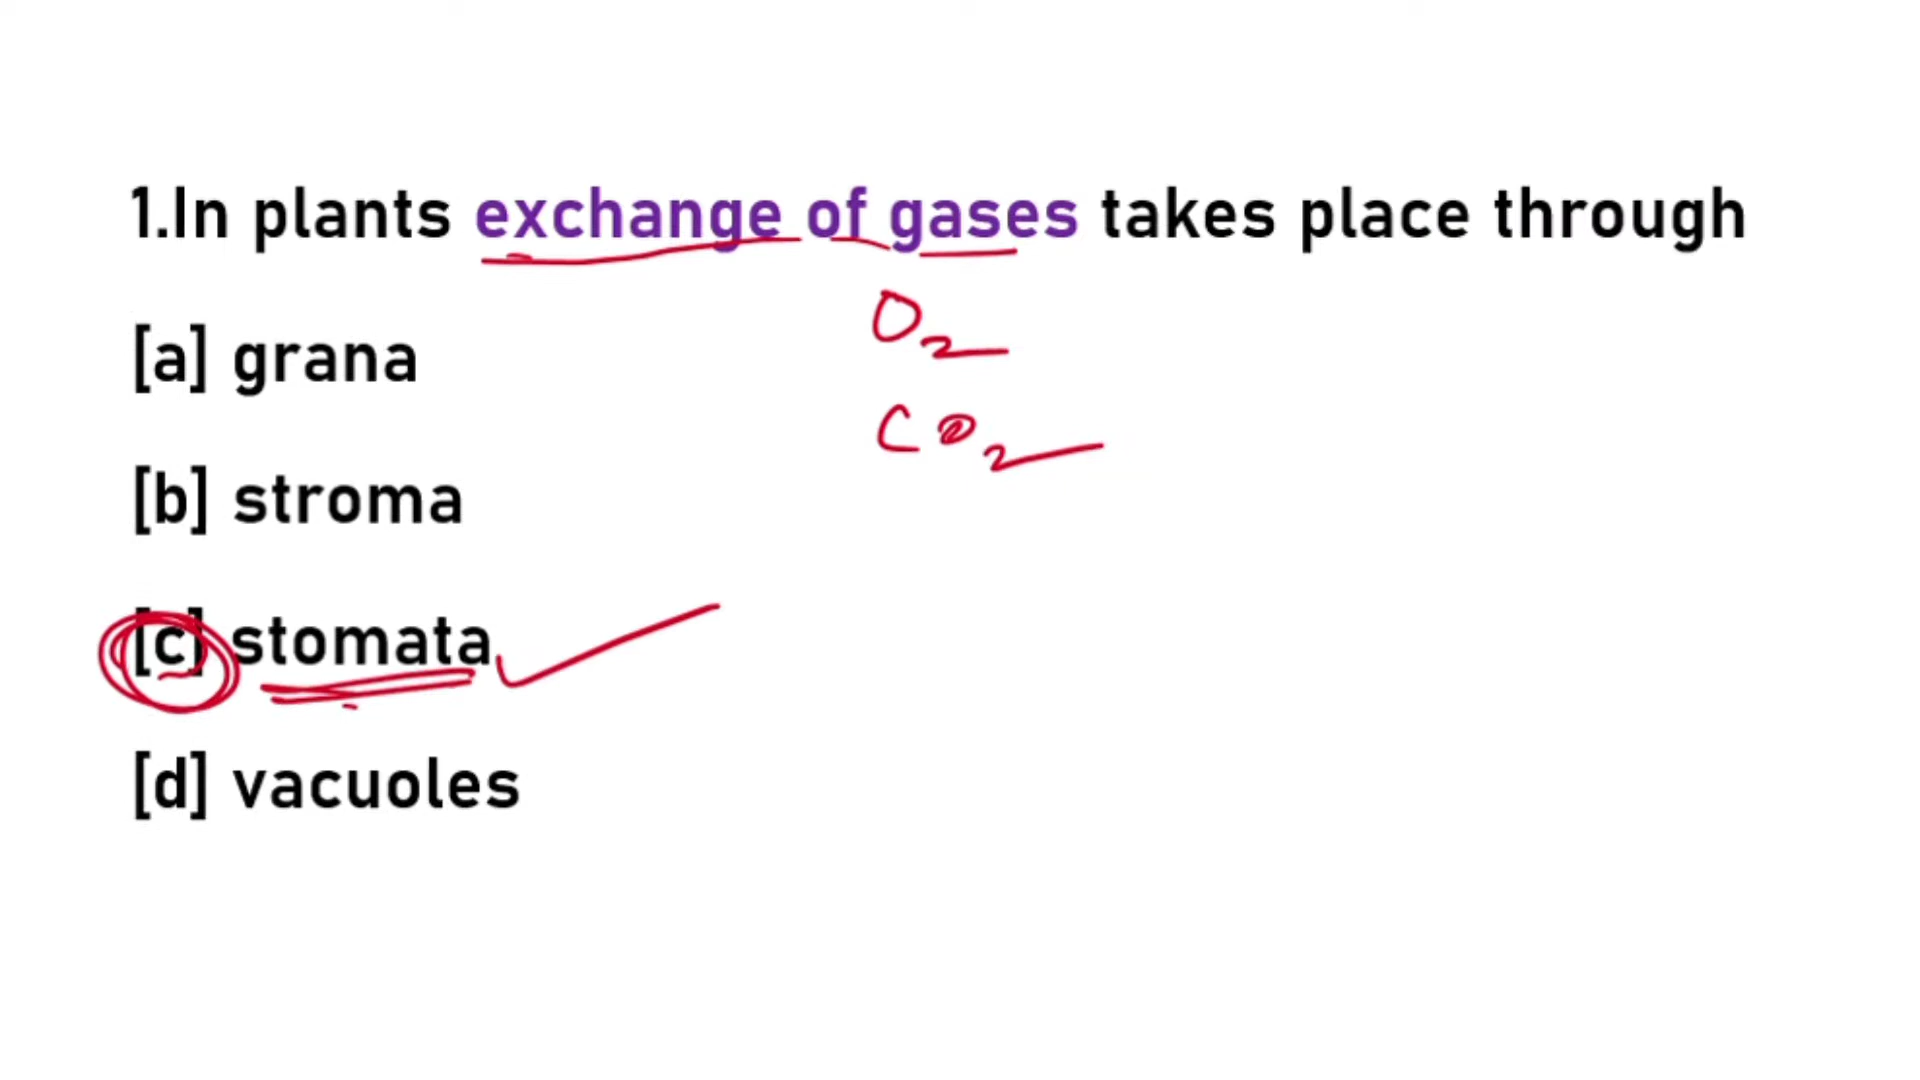 1.In plants exchange of gases takes place through
O2
[a] grana
CO2
[b] stroma
[c] stomata
[d] vacuoles